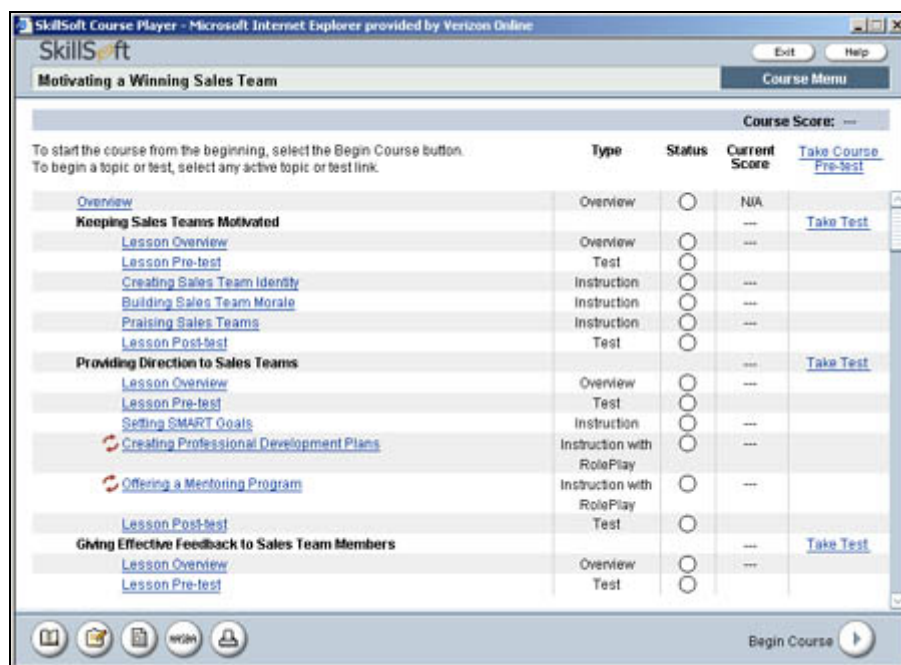 SkillSoft Course Player - Microsoft Internet Explorer provided by Verizon Online
SkillSoft
Exit Help
Motivating a Winning Sales Team Course Menu
Course Score: ---
To start the course from the beginning, select the Begin Course button.
To begin a topic or test, select any active topic or test link.
Type Status Current Score Take Course Pre-test
Overview Overview N/A
Keeping Sales Teams Motivated --- Take Test
Lesson Overview Overview ---
Lesson Pre-test Test
Creating Sales Team Identity Instruction ---
Building Sales Team Morale Instruction ---
Praising Sales Teams Instruction ---
Lesson Post-test Test
Providing Direction to Sales Teams --- Take Test
Lesson Overview Overview ---
Lesson Pre-test Test
Setting SMART Goals Instruction ---
Creating Professional Development Plans Instruction with RolePlay ---
Offering a Mentoring Program Instruction with RolePlay ---
Lesson Post-test Test
Giving Effective Feedback to Sales Team Members --- Take Test
Lesson Overview Overview ---
Lesson Pre-test Test
Begin Course